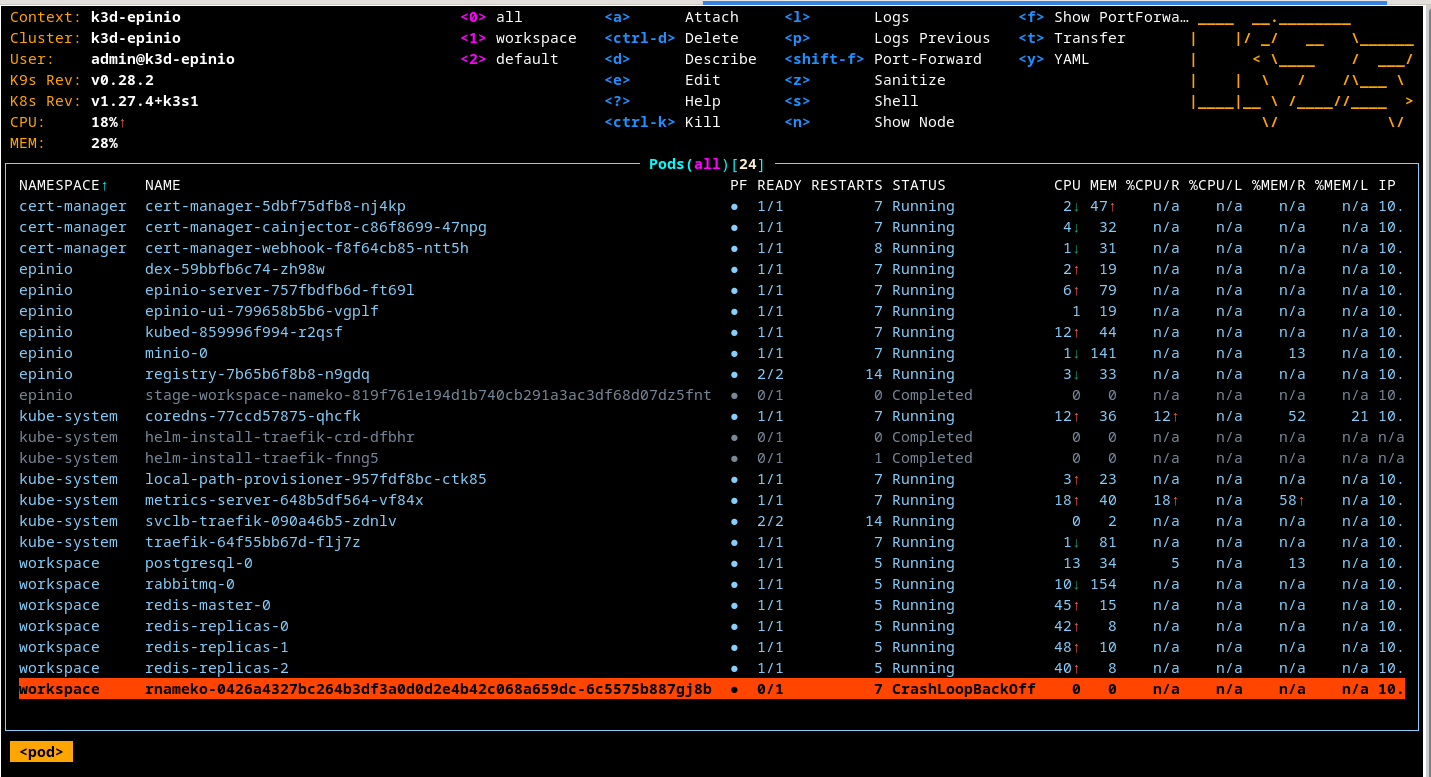 Context: k3d-epinio <0> all <a> Attach <l> Logs <f> Show PortForwa…
Cluster: k3d-epinio <1> workspace <ctrl-d> Delete <p> Logs Previous <t> Transfer
User: admin@k3d-epinio <2> default <d> Describe <shift-f> Port-Forward <y> YAML
K9s Rev: v0.28.2 <e> Edit <z> Sanitize
K8s Rev: v1.27.4+k3s1 <?> Help <s> Shell
CPU: 18%↑ <ctrl-k> Kill <n> Show Node
MEM: 28%
Pods(all)[24]
NAMESPACE↑ NAME PF READY RESTARTS STATUS CPU MEM %CPU/R %CPU/L %MEM/R %MEM/L IP
cert-manager cert-manager-5dbf75dfb8-nj4kp ● 1/1 7 Running 2↓ 47↑ n/a n/a n/a n/a 10.
cert-manager cert-manager-cainjector-c86f8699-47npg ● 1/1 7 Running 4↓ 32 n/a n/a n/a n/a 10.
cert-manager cert-manager-webhook-f8f64cb85-ntt5h ● 1/1 8 Running 1↓ 31 n/a n/a n/a n/a 10.
epinio dex-59bbfb6c74-zh98w ● 1/1 7 Running 2↑ 19 n/a n/a n/a n/a 10.
epinio epinio-server-757fbdfb6d-ft69l ● 1/1 7 Running 6↑ 79 n/a n/a n/a n/a 10.
epinio epinio-ui-799658b5b6-vgplf ● 1/1 7 Running 1 19 n/a n/a n/a n/a 10.
epinio kubed-859996f994-r2qsf ● 1/1 7 Running 12↑ 44 n/a n/a n/a n/a 10.
epinio minio-0 ● 1/1 7 Running 1↓ 141 n/a n/a 13 n/a 10.
epinio registry-7b65b6f8b8-n9gdq ● 2/2 14 Running 3↓ 33 n/a n/a n/a n/a 10.
epinio stage-workspace-nameko-819f761e194d1b740cb291a3ac3df68d07dz5fnt ● 0/1 0 Completed 0 0 n/a n/a n/a n/a 10.
kube-system coredns-77ccd57875-qhcfk ● 1/1 7 Running 12↑ 36 12↑ n/a 52 21 10.
kube-system helm-install-traefik-crd-dfbhr ● 0/1 0 Completed 0 0 n/a n/a n/a n/a n/a
kube-system helm-install-traefik-fnng5 ● 0/1 1 Completed 0 0 n/a n/a n/a n/a n/a
kube-system local-path-provisioner-957fdf8bc-ctk85 ● 1/1 7 Running 3↑ 23 n/a n/a n/a n/a 10.
kube-system metrics-server-648b5df564-vf84x ● 1/1 7 Running 18↑ 40 18↑ n/a 58↑ n/a 10.
kube-system svclb-traefik-090a46b5-zdnlv ● 2/2 14 Running 0 2 n/a n/a n/a n/a 10.
kube-system traefik-64f55bb67d-flj7z ● 1/1 7 Running 1↓ 81 n/a n/a n/a n/a 10.
workspace postgresql-0 ● 1/1 5 Running 13 34 5 n/a 13 n/a 10.
workspace rabbitmq-0 ● 1/1 5 Running 10↓ 154 n/a n/a n/a n/a 10.
workspace redis-master-0 ● 1/1 5 Running 45↑ 15 n/a n/a n/a n/a 10.
workspace redis-replicas-0 ● 1/1 5 Running 42↑ 8 n/a n/a n/a n/a 10.
workspace redis-replicas-1 ● 1/1 5 Running 48↑ 10 n/a n/a n/a n/a 10.
workspace redis-replicas-2 ● 1/1 5 Running 40↑ 8 n/a n/a n/a n/a 10.
workspace rnameko-0426a4327bc264b3df3a0d0d2e4b42c068a659dc-6c5575b887gj8b ● 0/1 7 CrashLoopBackOff 0 0 n/a n/a n/a n/a 10.
<pod>